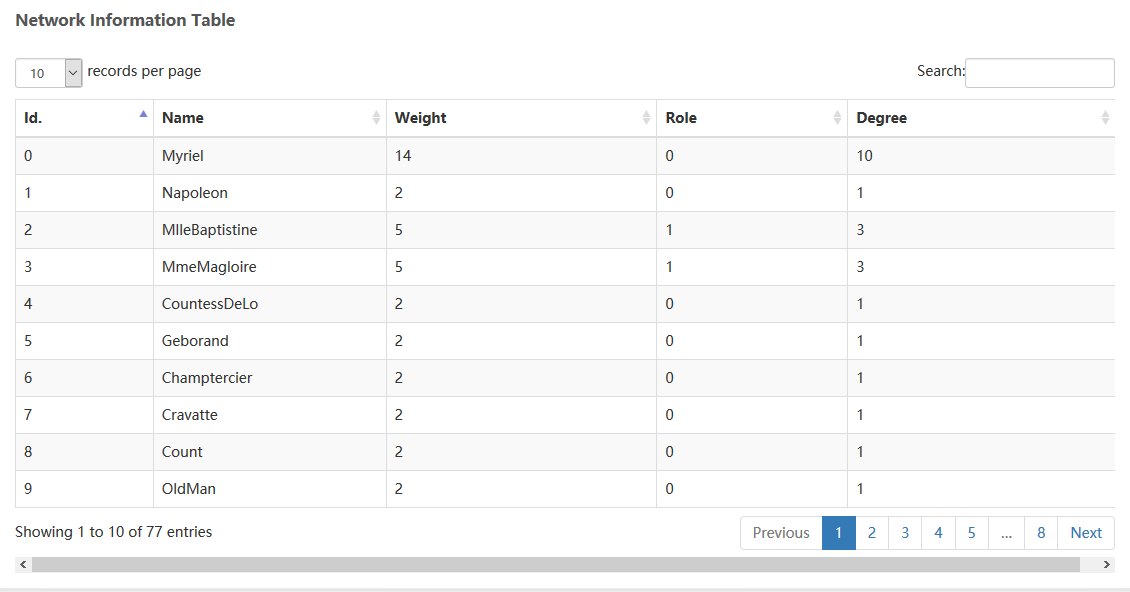 Network Information Table
10 records per page Search:
Id. Name Weight Role Degree
0 Myriel 14 0 10
1 Napoleon 2 0 1
2 MlleBaptistine 5 1 3
3 MmeMagloire 5 1 3
4 CountessDeLo 2 0 1
5 Geborand 2 0 1
6 Champtercier 2 0 1
7 Cravatte 2 0 1
8 Count 2 0 1
9 OldMan 2 0 1
Showing 1 to 10 of 77 entries Previous 1 2 3 4 5 ... 8 Next